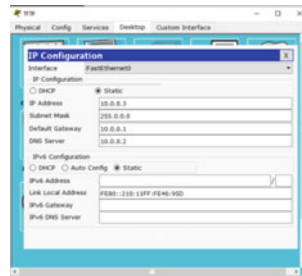 TFTP
Physical Config Services Desktop Custom Interface
IP Configuration X
Interface FastEthernet0
IP Configuration
DHCP Static
IP Address 10.0.0.3
Subnet Mask 255.0.0.0
Default Gateway 10.0.0.1
DNS Server 10.0.0.2
IPv6 Configuration
DHCP Auto Config Static
IPv6 Address /
Link Local Address FE80::210:11FF:FE46:95D
IPv6 Gateway
IPv6 DNS Server